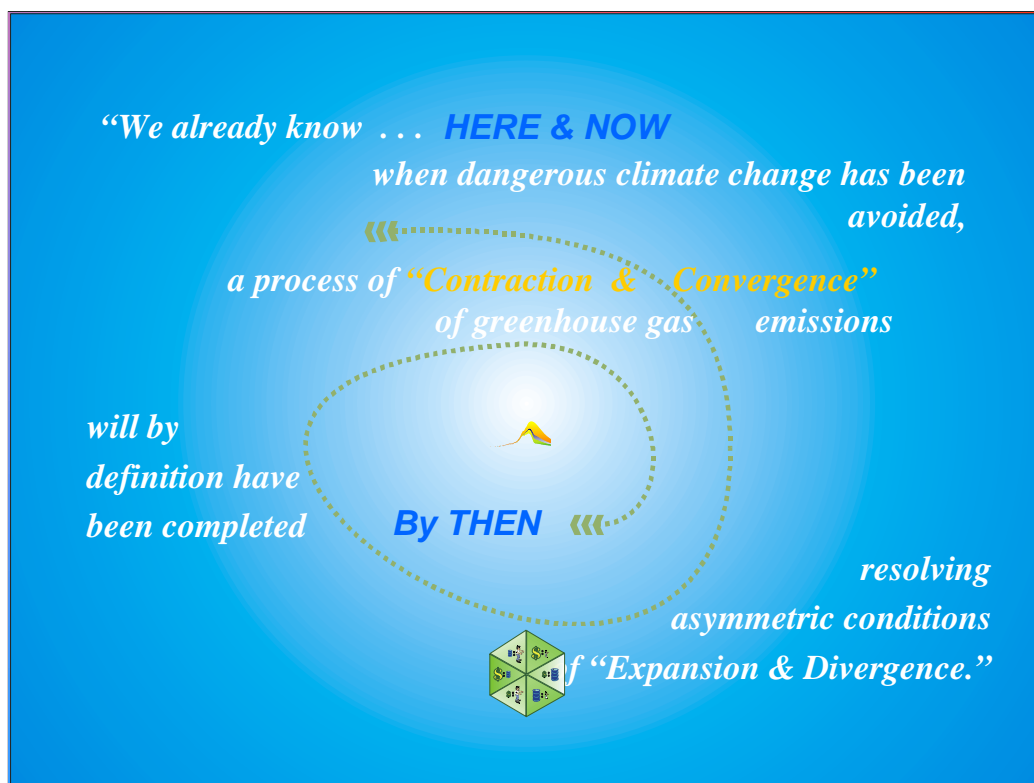 “We already know . . . HERE & NOW
when dangerous climate change has been
avoided,
a process of “Contraction & Convergence”
of greenhouse gas emissions
will by
definition have
been completed
By THEN
resolving
asymmetric conditions
of “Expansion & Divergence.”